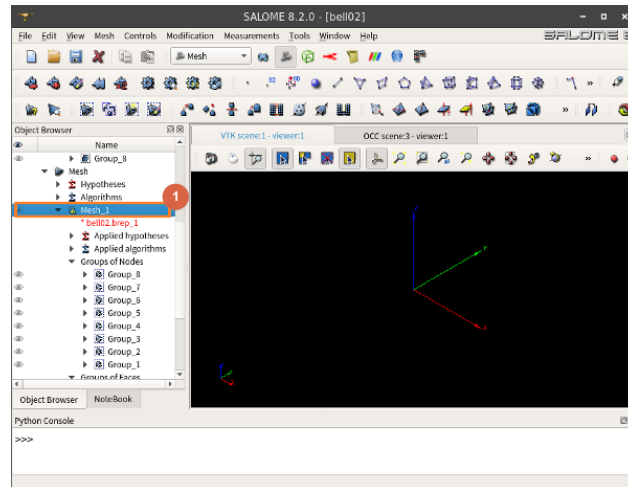 SALOME 8.2.0 - [bell02]
File Edit View Mesh Controls Modification Measurements Tools Window Help
SALOME
Mesh
Object Browser
VTK scene:1 - viewer:1
OCC scene:3 - viewer:1
Name
Group_8
Mesh
Hypotheses
Algorithms
1
Mesh_1
* bell02.brep_1
Applied hypotheses
Applied algorithms
Groups of Nodes
Group_8
Group_7
Group_6
Group_5
Group_4
Group_3
Group_2
Group_1
Groups of Faces
Object Browser
NoteBook
Python Console
>>>